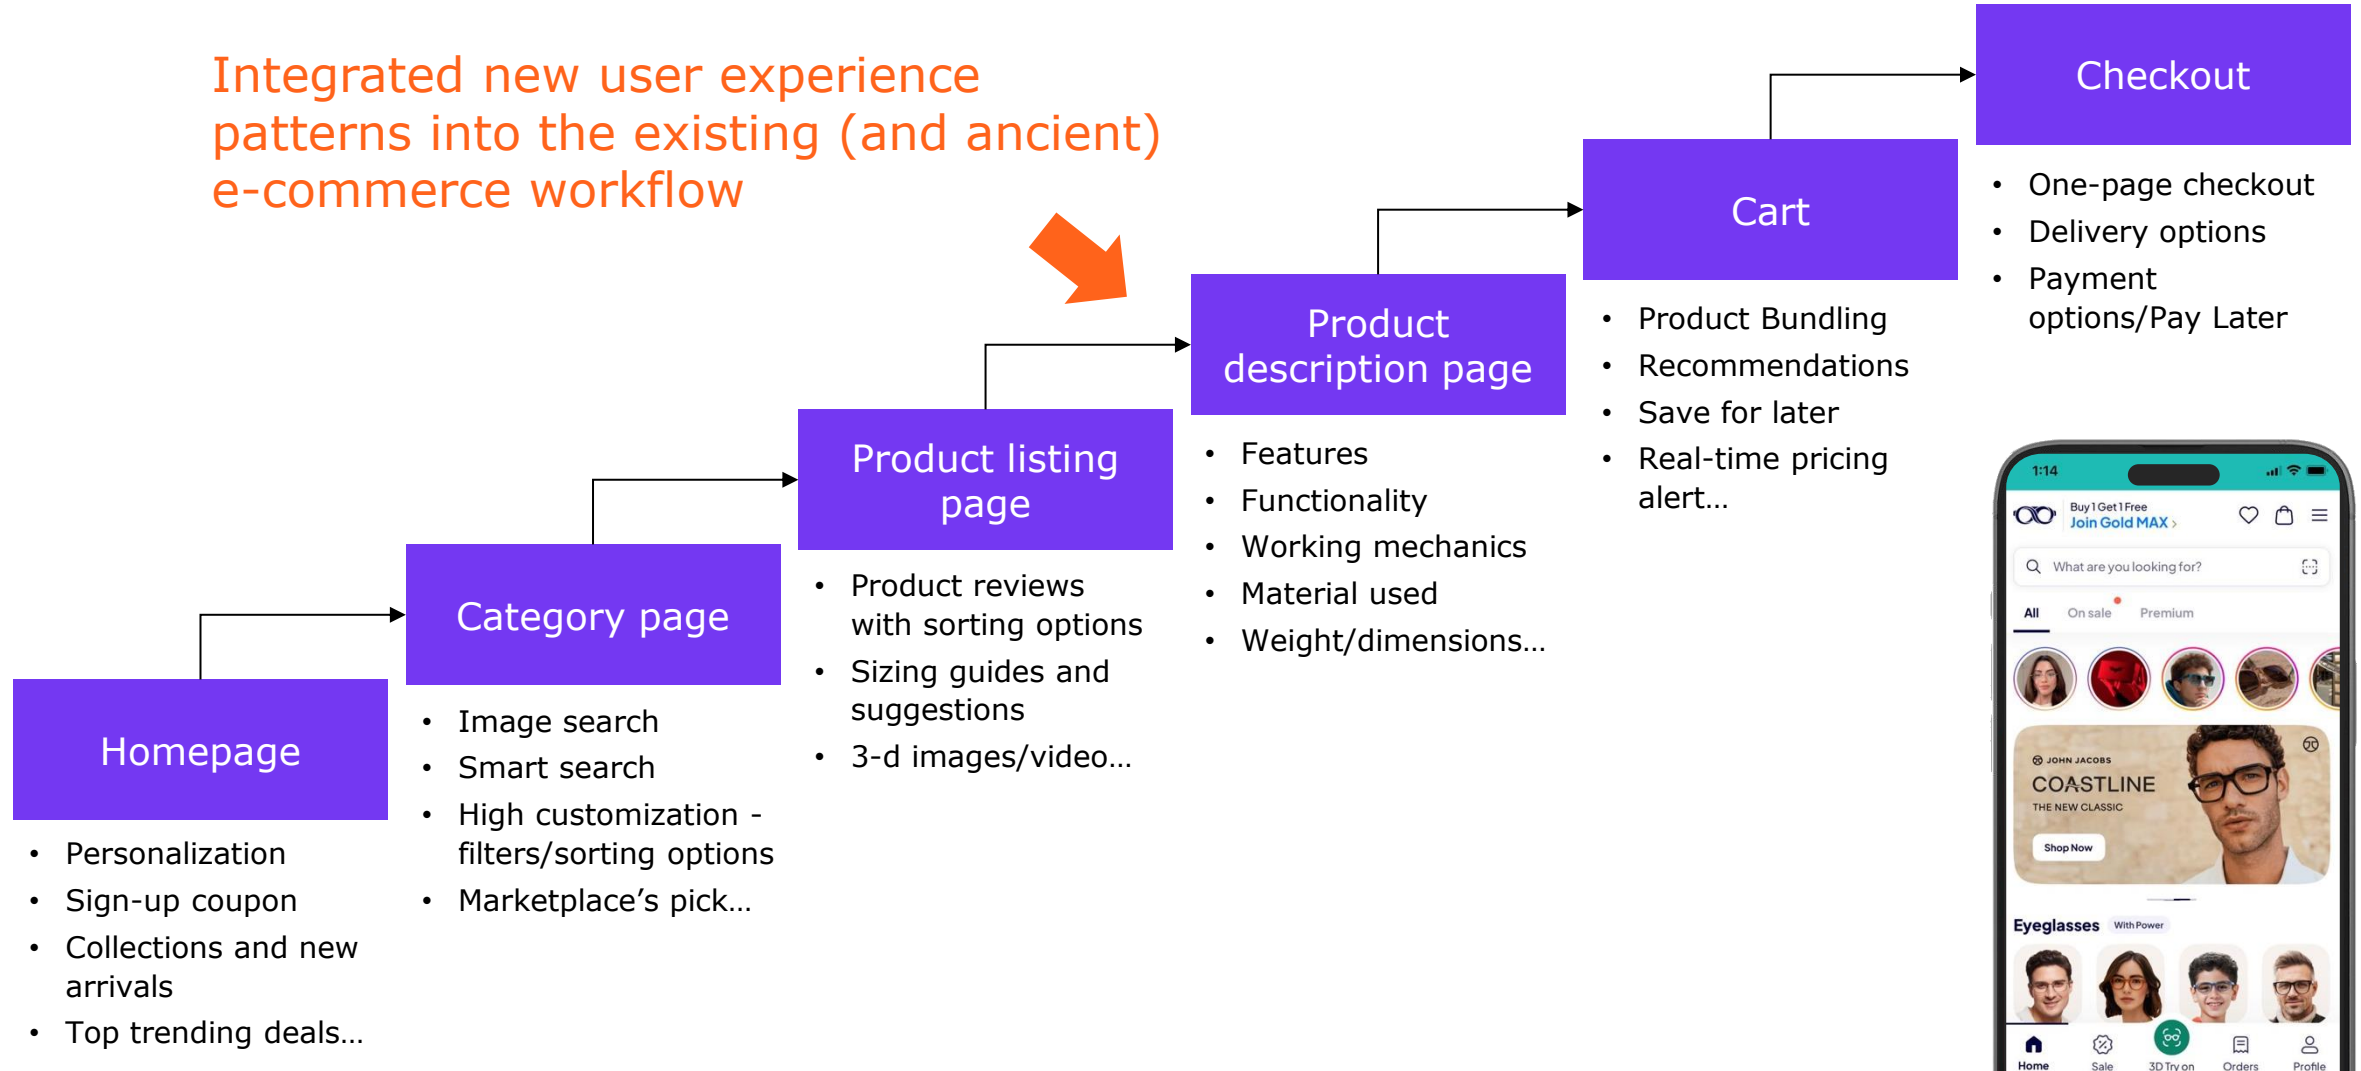 Integrated new user experience
patterns into the existing (and ancient)
e-commerce workflow
Homepage
• Personalization
• Sign-up coupon
• Collections and new
arrivals
• Top trending deals…
Category page
• Image search
• Smart search
• High customization -
filters/sorting options
• Marketplace’s pick…
Product listing
page
• Product reviews
with sorting options
• Sizing guides and
suggestions
• 3-d images/video…
Product
description page
• Features
• Functionality
• Working mechanics
• Material used
• Weight/dimensions…
Cart
• Product Bundling
• Recommendations
• Save for later
• Real-time pricing
alert…
Checkout
• One-page checkout
• Delivery options
• Payment
options/Pay Later
1:14
Buy 1 Get 1 Free
Join Gold MAX >
What are you looking for?
All On sale Premium
JOHN JACOBS
COASTLINE
THE NEW CLASSIC
Shop Now
Eyeglasses With Power
Home Sale 3D Try on Orders Profile